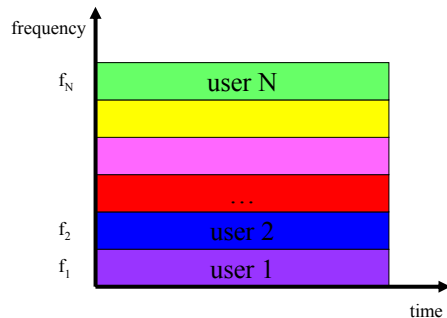 frequency
f_N user N
…
f_2 user 2
f_1 user 1
time